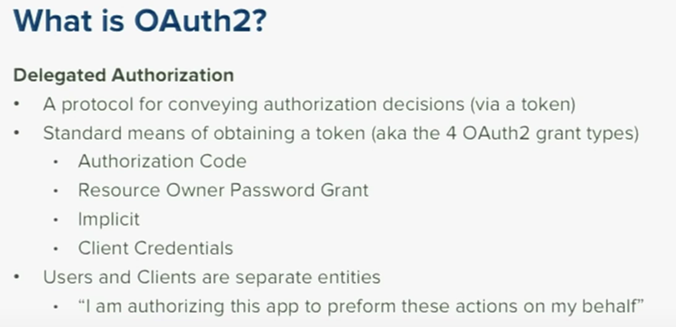 What is OAuth2?
Delegated Authorization
• A protocol for conveying authorization decisions (via a token)
• Standard means of obtaining a token (aka the 4 OAuth2 grant types)
• Authorization Code
• Resource Owner Password Grant
• Implicit
• Client Credentials
• Users and Clients are separate entities
• “I am authorizing this app to preform these actions on my behalf”